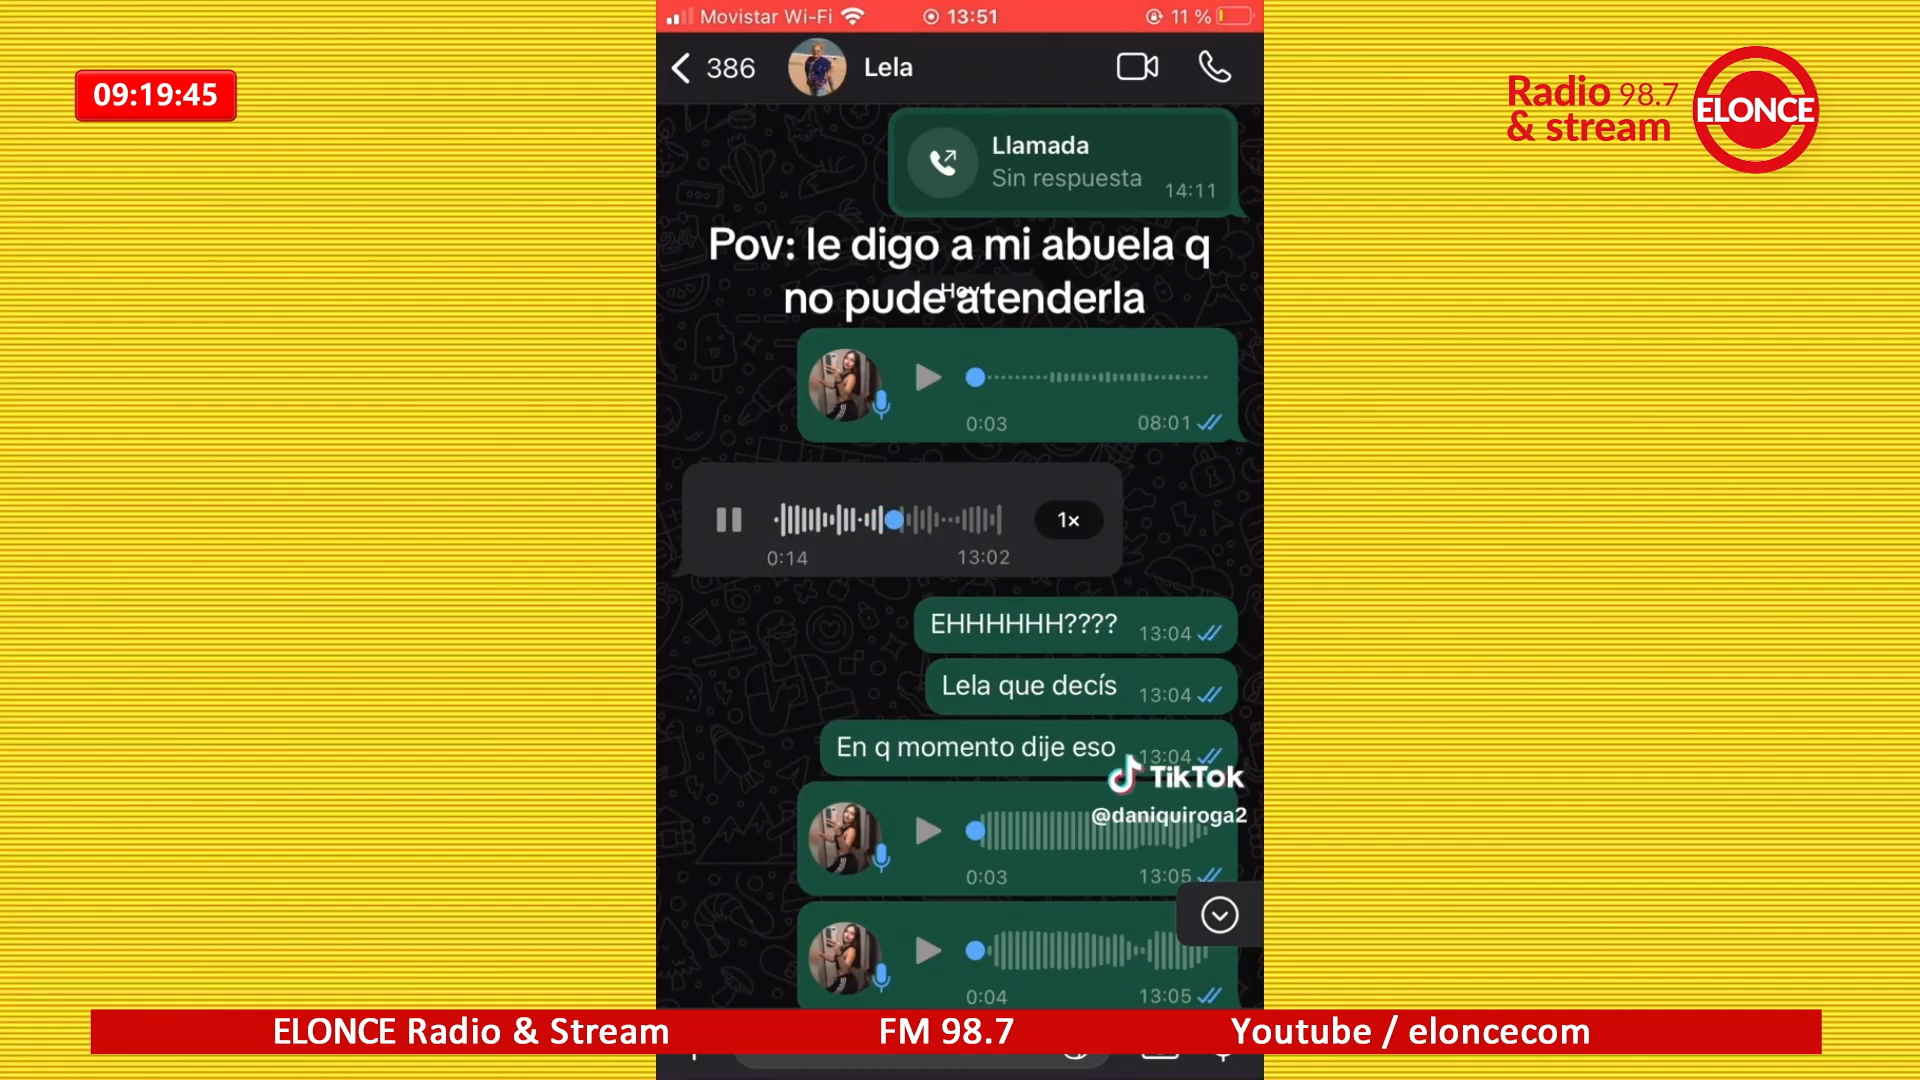 Movistar Wi-Fi 13:51 11 %
09:19:45
386 Lela
Radio 98.7
& stream
ELONCE
Llamada
Sin respuesta 14:11
Pov: le digo a mi abuela q
no pude atenderla
Hoy
0:03 08:01
1x
0:14 13:02
EHHHHHH???? 13:04
Lela que decís 13:04
En q momento dije eso 13:04
TikTok
@daniquiroga2
0:03 13:05
0:04 13:05
ELONCE Radio & Stream FM 98.7 Youtube / eloncecom